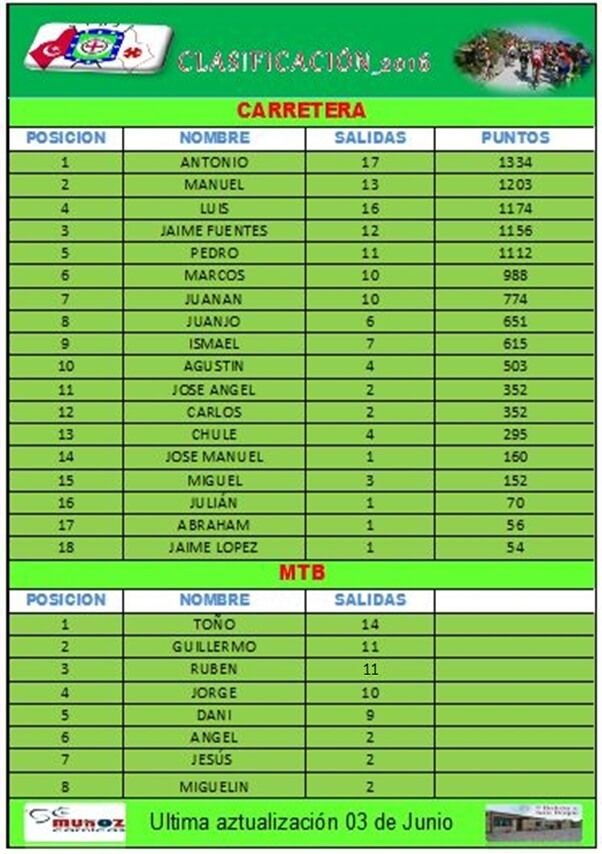 CLASIFICACIÓN_2016
CARRETERA
POSICION NOMBRE SALIDAS PUNTOS
1 ANTONIO 17 1334
2 MANUEL 13 1203
4 LUIS 16 1174
3 JAIME FUENTES 12 1156
5 PEDRO 11 1112
6 MARCOS 10 988
7 JUANAN 10 774
8 JUANJO 6 651
9 ISMAEL 7 615
10 AGUSTIN 4 503
11 JOSE ANGEL 2 352
12 CARLOS 2 352
13 CHULE 4 295
14 JOSE MANUEL 1 160
15 MIGUEL 3 152
16 JULIÁN 1 70
17 ABRAHAM 1 56
18 JAIME LOPEZ 1 54
MTB
POSICION NOMBRE SALIDAS
1 TOÑO 14
2 GUILLERMO 11
3 RUBEN 11
4 JORGE 10
5 DANI 9
6 ANGEL 2
7 JESÚS 2
8 MIGUELIN 2
MUÑOZ
Ultima aztualización 03 de Junio